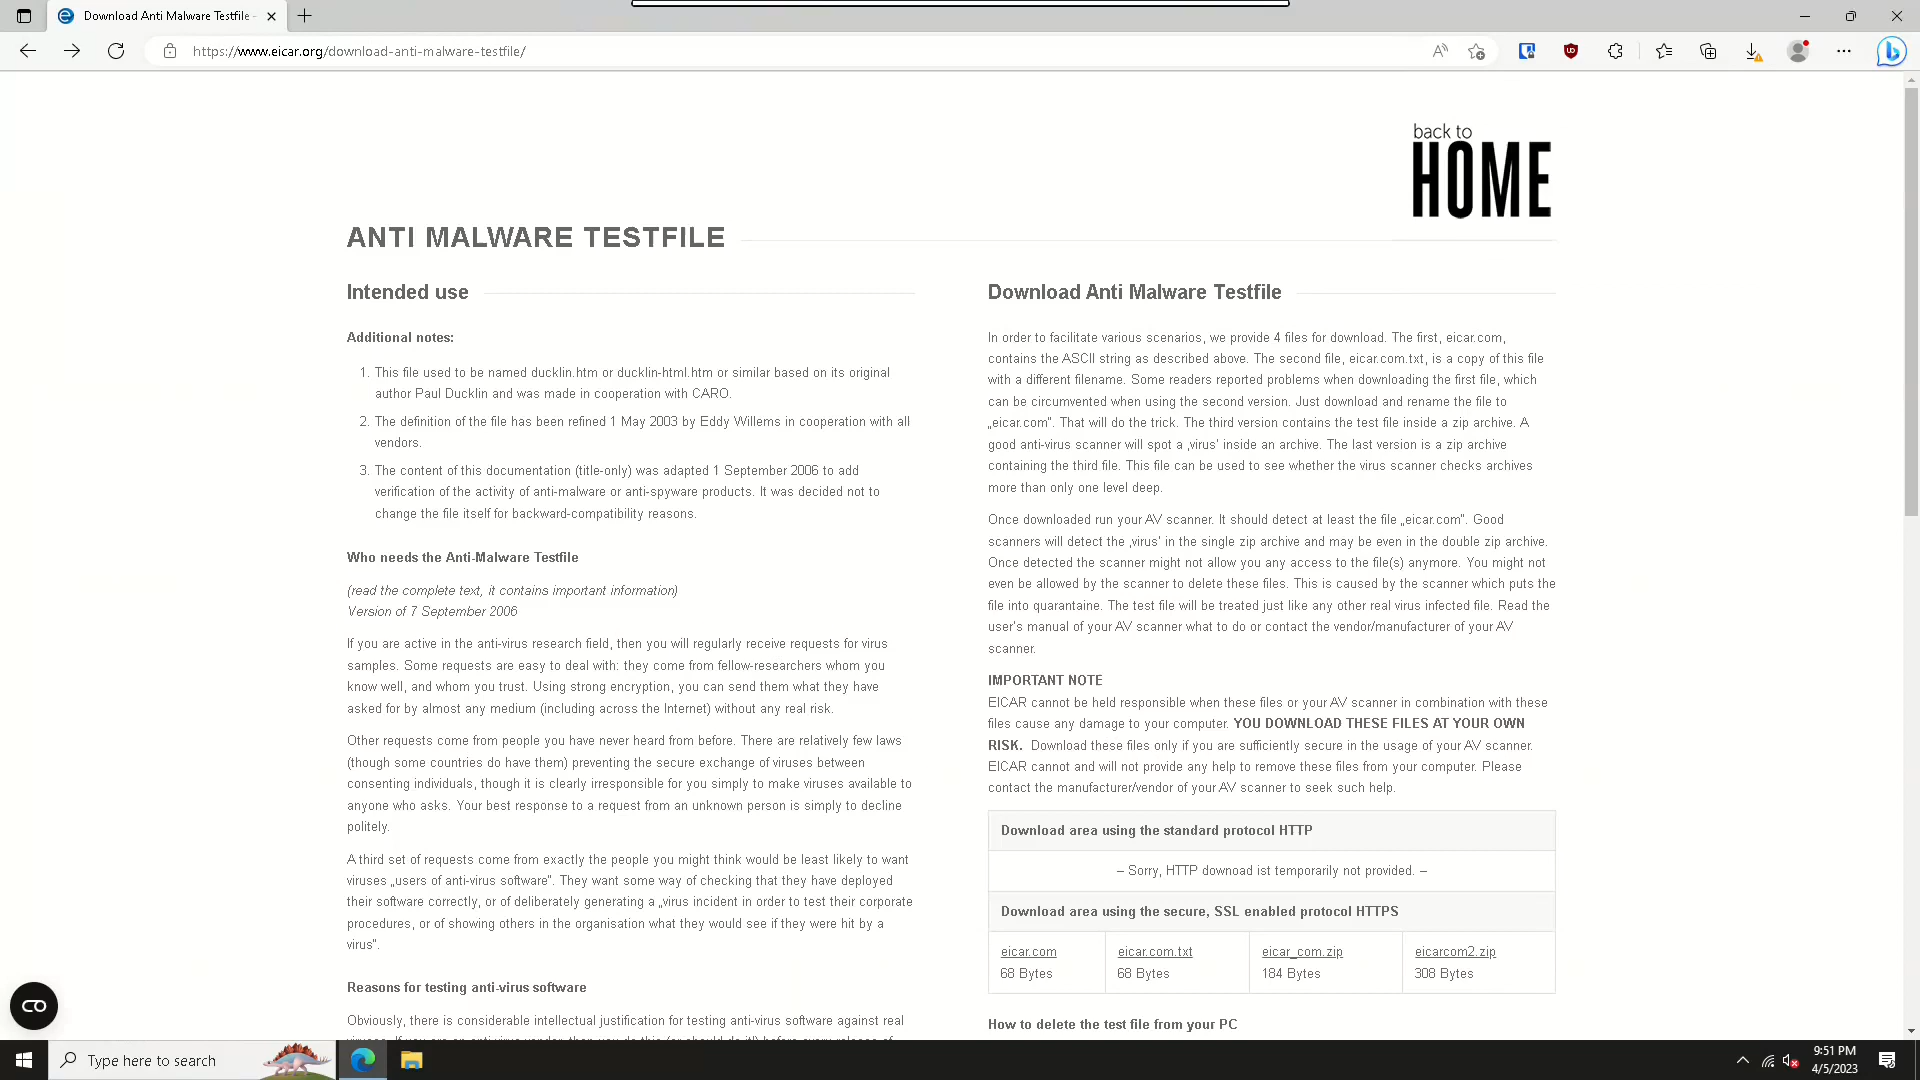 Download Anti Malware Testfile -
https://www.eicar.org/download-anti-malware-testfile/
back to
HOME
ANTI MALWARE TESTFILE
Intended use
Additional notes:
1. This file used to be named ducklin.htm or ducklin-html.htm or similar based on its original
author Paul Ducklin and was made in cooperation with CARO.
2. The definition of the file has been refined 1 May 2003 by Eddy Willems in cooperation with all
vendors.
3. The content of this documentation (title-only) was adapted 1 September 2006 to add
verification of the activity of anti-malware or anti-spyware products. It was decided not to
change the file itself for backward-compatibility reasons.
Who needs the Anti-Malware Testfile
(read the complete text, it contains important information)
Version of 7 September 2006
If you are active in the anti-virus research field, then you will regularly receive requests for virus
samples. Some requests are easy to deal with: they come from fellow-researchers whom you
know well, and whom you trust. Using strong encryption, you can send them what they have
asked for by almost any medium (including across the Internet) without any real risk.
Other requests come from people you have never heard from before. There are relatively few laws
(though some countries do have them) preventing the secure exchange of viruses between
consenting individuals, though it is clearly irresponsible for you simply to make viruses available to
anyone who asks. Your best response to a request from an unknown person is simply to decline
politely.
A third set of requests come from exactly the people you might think would be least likely to want
viruses „users of anti-virus software“. They want some way of checking that they have deployed
their software correctly, or of deliberately generating a „virus incident in order to test their corporate
procedures, or of showing others in the organisation what they would see if they were hit by a
virus“.
Reasons for testing anti-virus software
Obviously, there is considerable intellectual justification for testing anti-virus software against real
Download Anti Malware Testfile
In order to facilitate various scenarios, we provide 4 files for download. The first, eicar.com,
contains the ASCII string as described above. The second file, eicar.com.txt, is a copy of this file
with a different filename. Some readers reported problems when downloading the first file, which
can be circumvented when using the second version. Just download and rename the file to
„eicar.com“. That will do the trick. The third version contains the test file inside a zip archive. A
good anti-virus scanner will spot a ‚virus‘ inside an archive. The last version is a zip archive
containing the third file. This file can be used to see whether the virus scanner checks archives
more than only one level deep.
Once downloaded run your AV scanner. It should detect at least the file „eicar.com“. Good
scanners will detect the ‚virus‘ in the single zip archive and may be even in the double zip archive.
Once detected the scanner might not allow you any access to the file(s) anymore. You might not
even be allowed by the scanner to delete these files. This is caused by the scanner which puts the
file into quarantaine. The test file will be treated just like any other real virus infected file. Read the
user's manual of your AV scanner what to do or contact the vendor/manufacturer of your AV
scanner.
IMPORTANT NOTE
EICAR cannot be held responsible when these files or your AV scanner in combination with these
files cause any damage to your computer. YOU DOWNLOAD THESE FILES AT YOUR OWN
RISK. Download these files only if you are sufficiently secure in the usage of your AV scanner.
EICAR cannot and will not provide any help to remove these files from your computer. Please
contact the manufacturer/vendor of your AV scanner to seek such help.
Download area using the standard protocol HTTP
– Sorry, HTTP downoad ist temporarily not provided. –
Download area using the secure, SSL enabled protocol HTTPS
eicar.com eicar.com.txt eicar_com.zip eicarcom2.zip
68 Bytes 68 Bytes 184 Bytes 308 Bytes
How to delete the test file from your PC
Type here to search
9:51 PM
4/5/2023